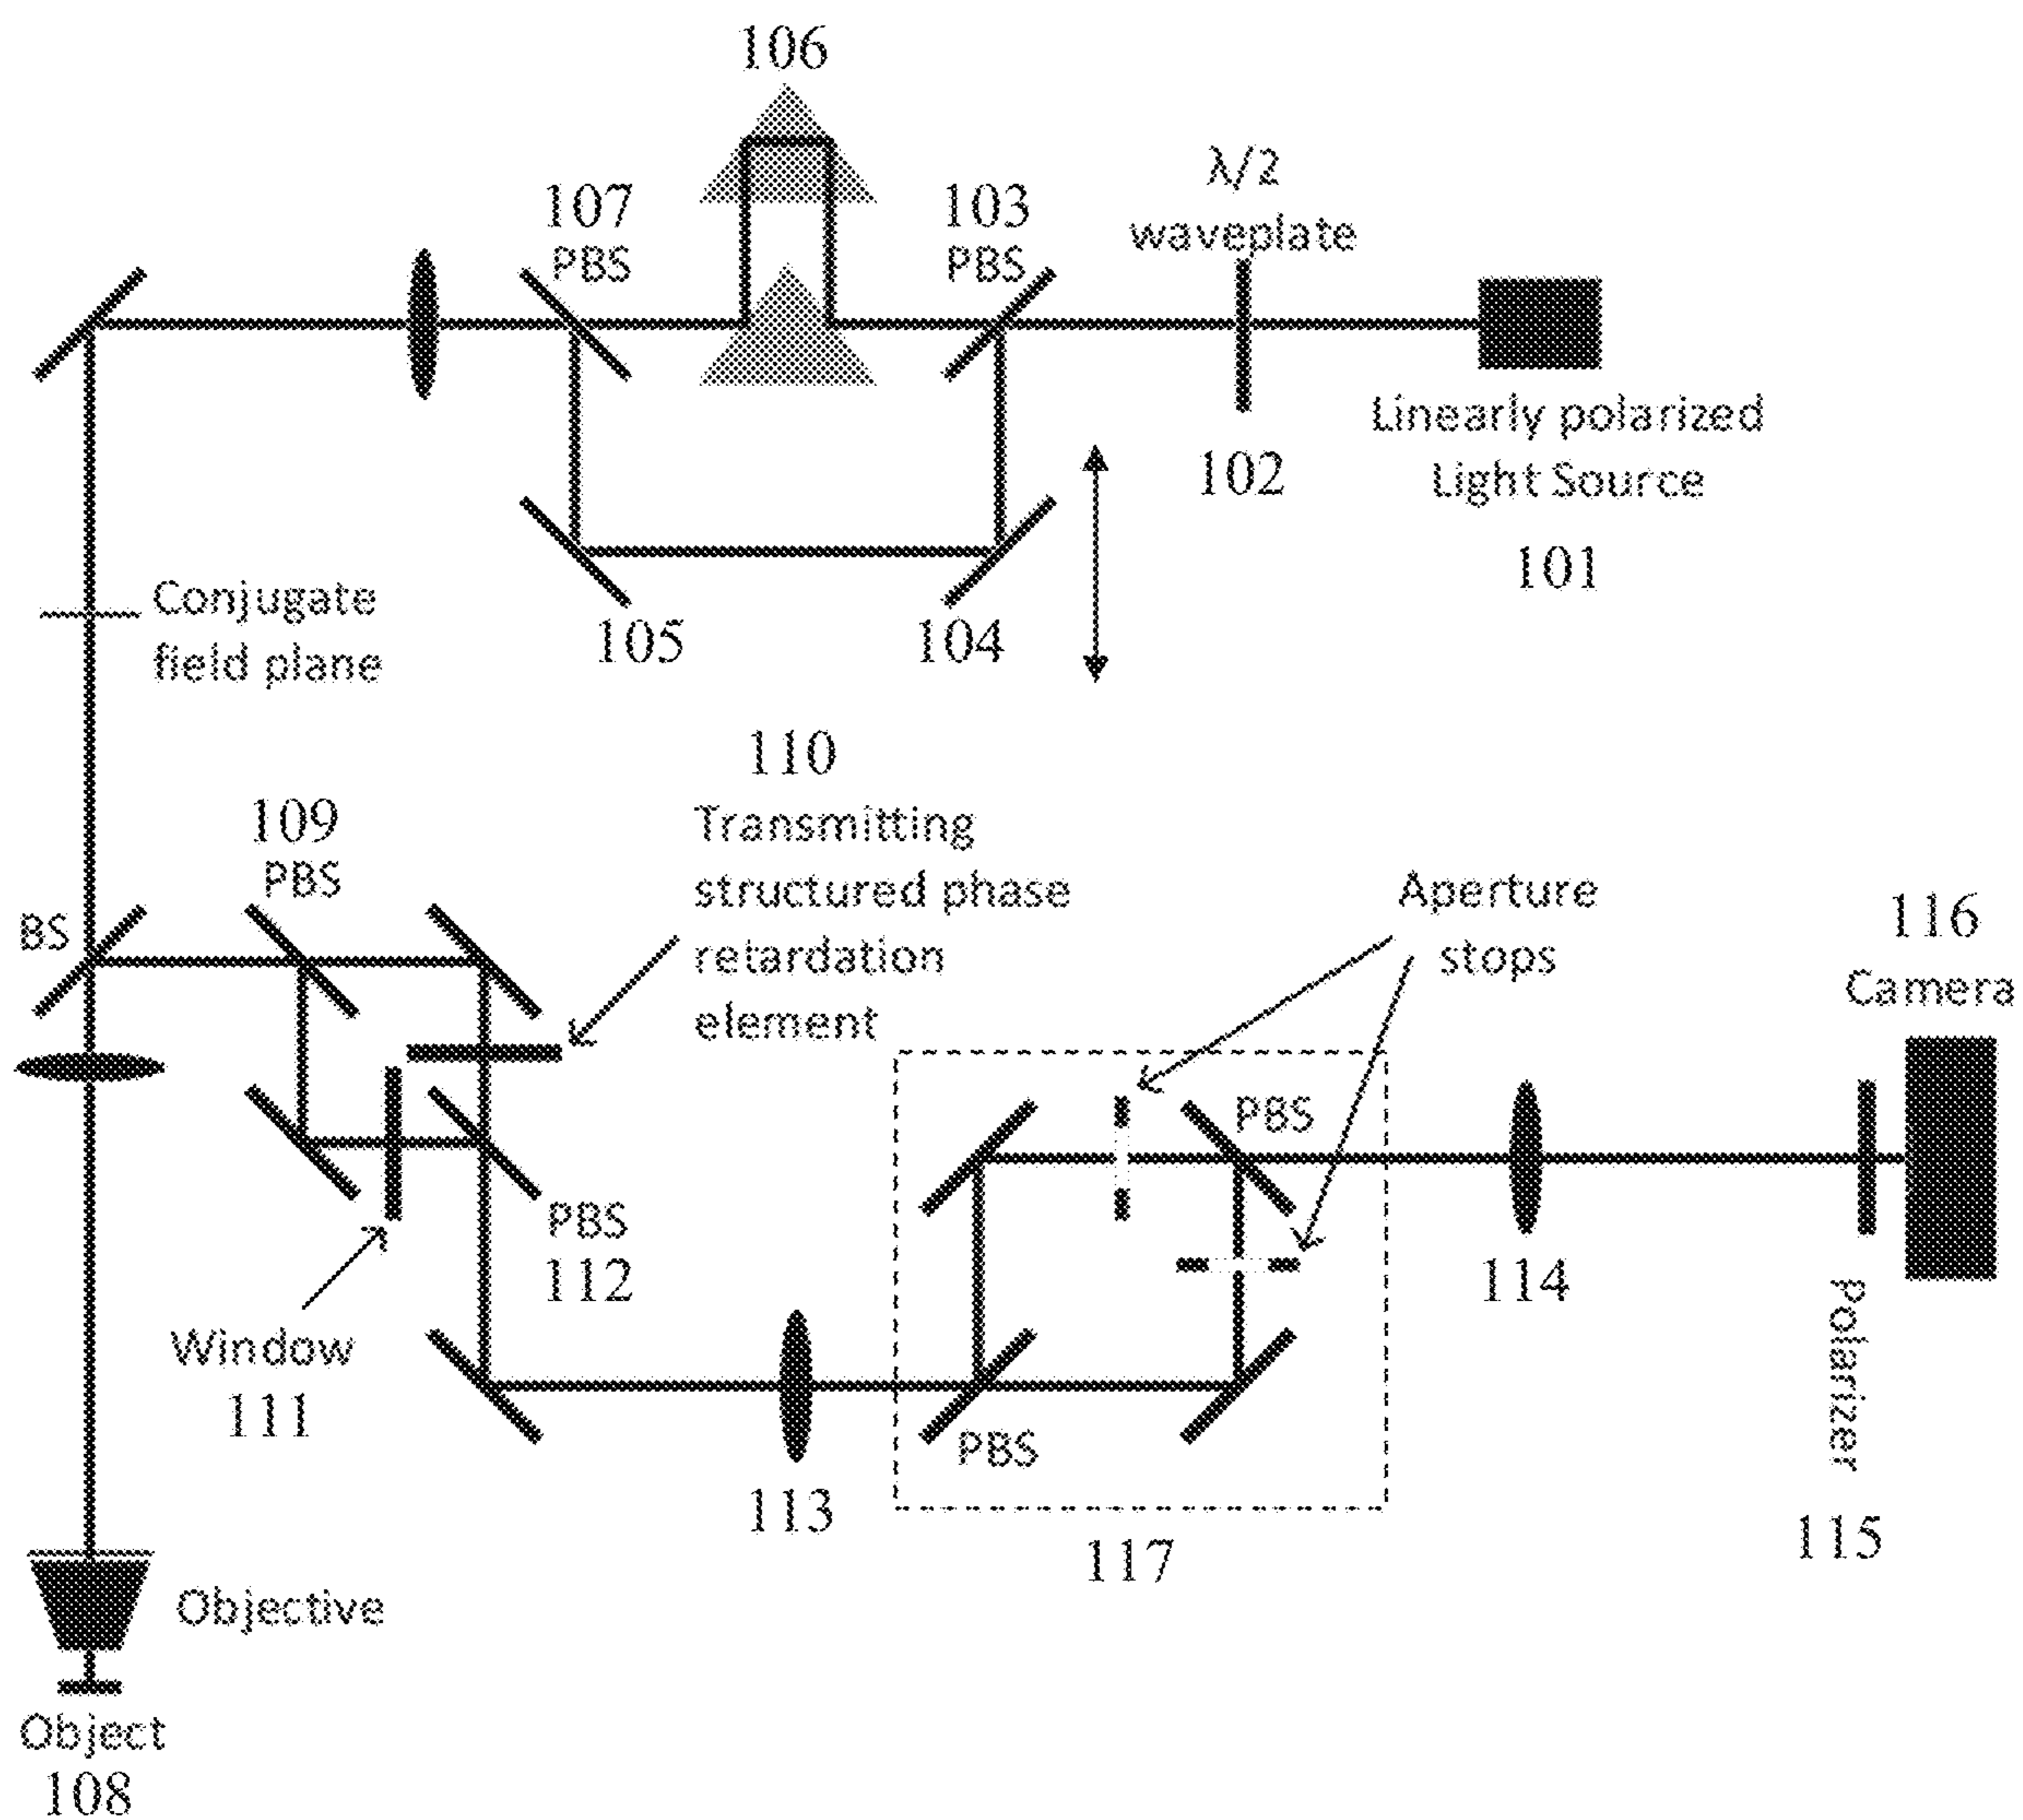 106
λ/2
waveplate
107
PBS
103
PBS
102
Linearly polarized
Light Source
101
105
104
Conjugate
field plane
110
Transmitting
structured phase
retardation
element
109
PBS
BS
Aperture
stops
116
Camera
PBS
PBS
112
Window
111
113
PBS
117
114
Polarizer
115
Objective
Object
108